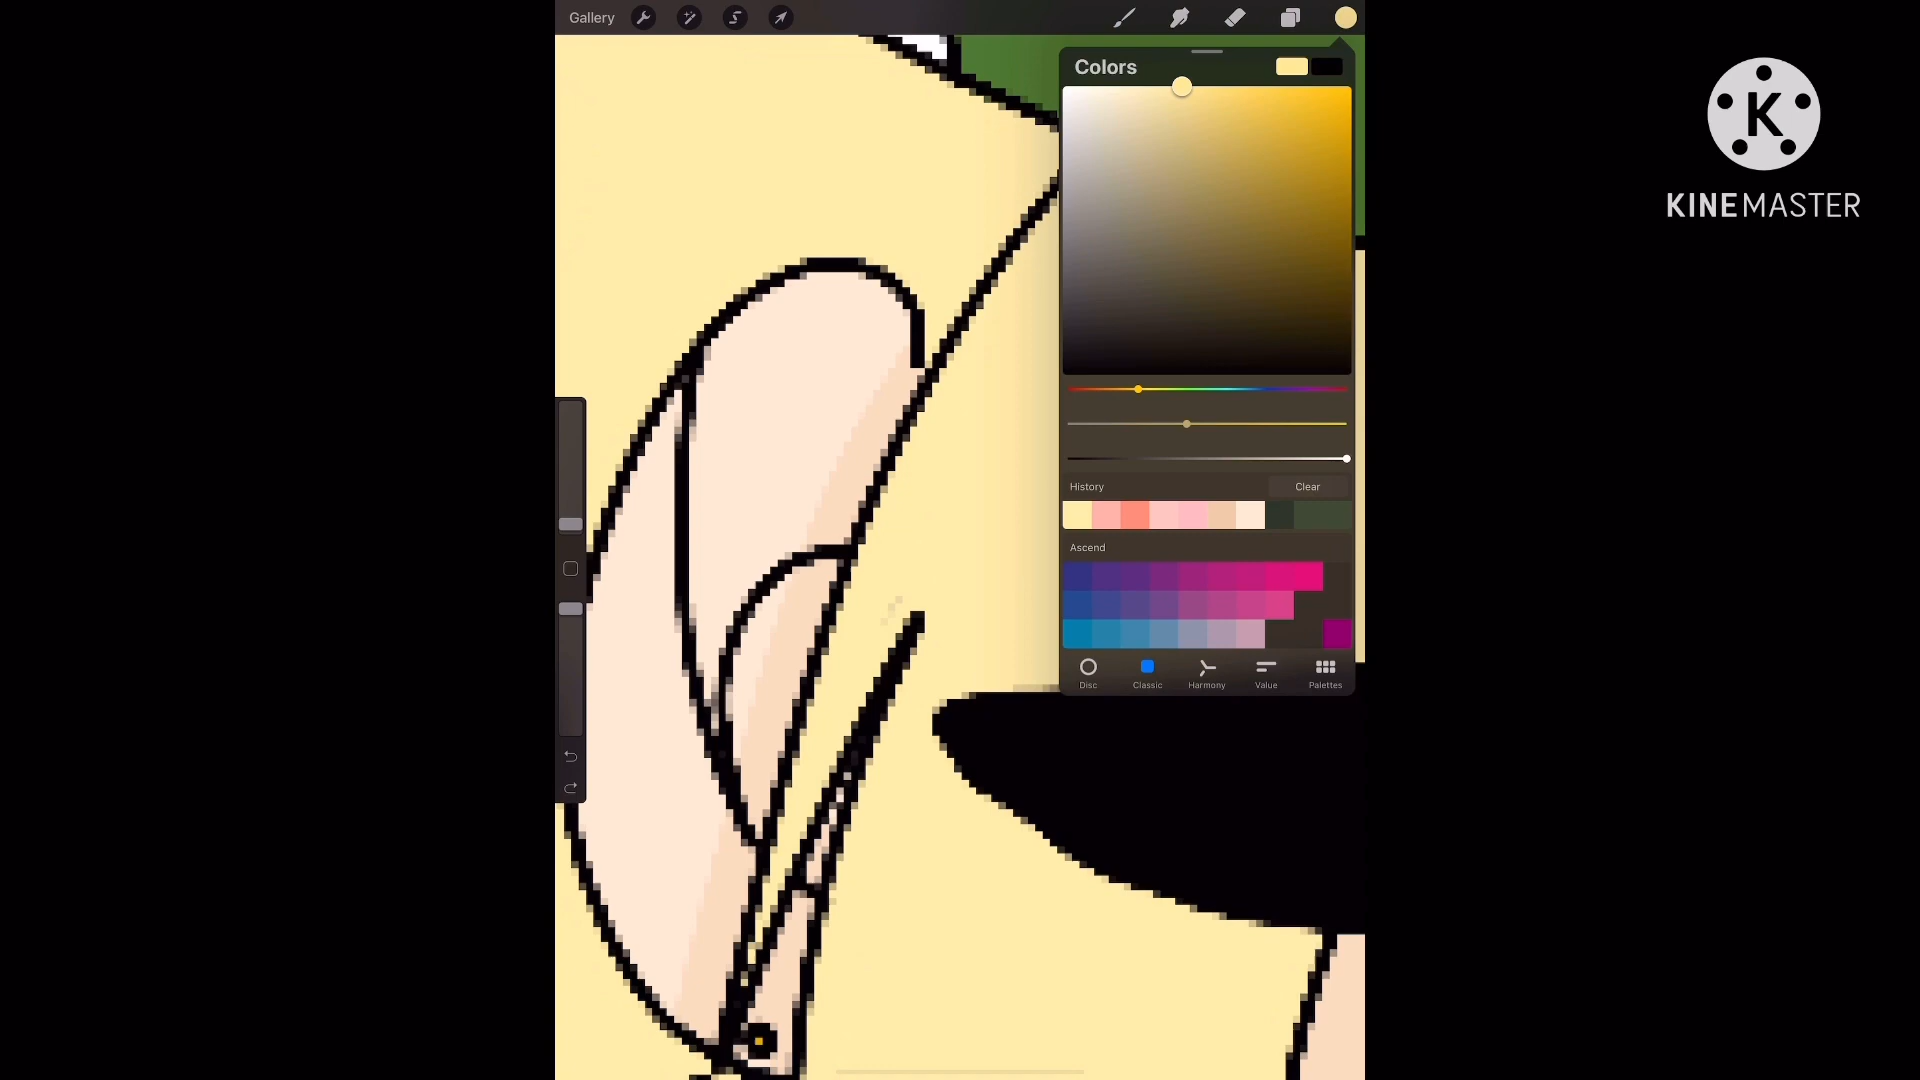 Gallery
Colors
K
KINEMASTER
History
Clear
Ascend
Disc
Classic
Harmony
Value
Palettes